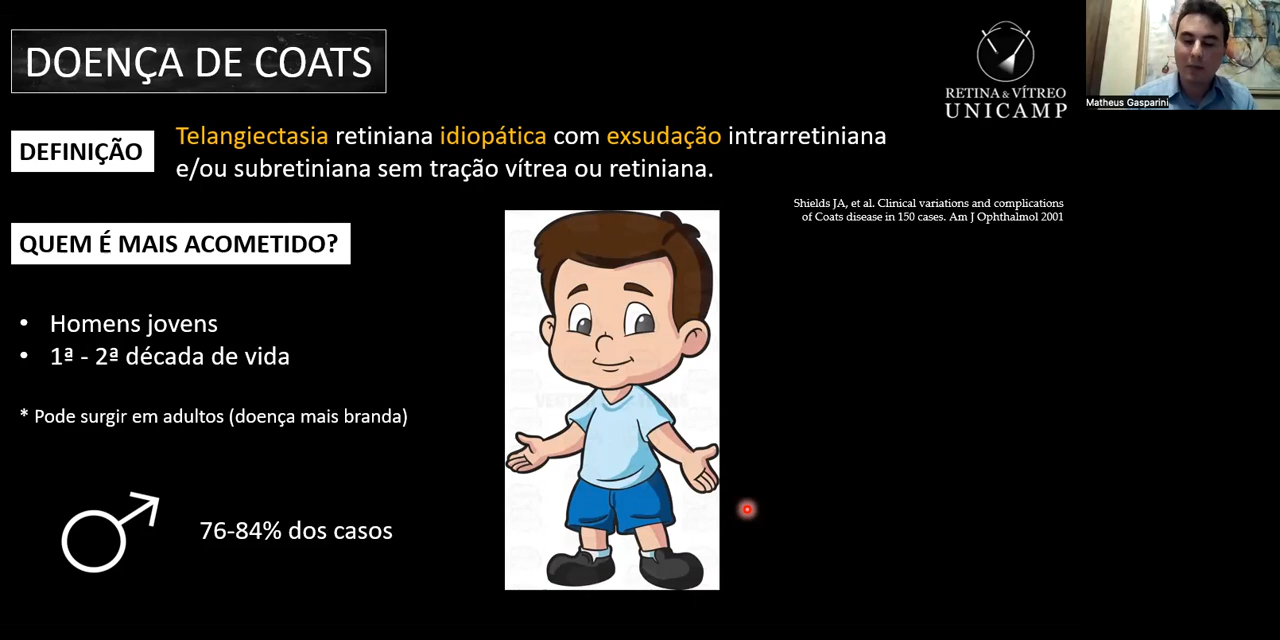 DOENÇA DE COATS
RETINA & VÍTREO
UNICAMP
Matheus Gasparini
DEFINIÇÃO
Telangiectasia retiniana idiopática com exsudação intrarretiniana
e/ou subretiniana sem tração vítrea ou retiniana.
Shields JA, et al. Clinical variations and complications
of Coats disease in 150 cases. Am J Ophthalmol 2001
QUEM É MAIS ACOMETIDO?
• Homens jovens
• 1ª - 2ª década de vida
* Pode surgir em adultos (doença mais branda)
76-84% dos casos